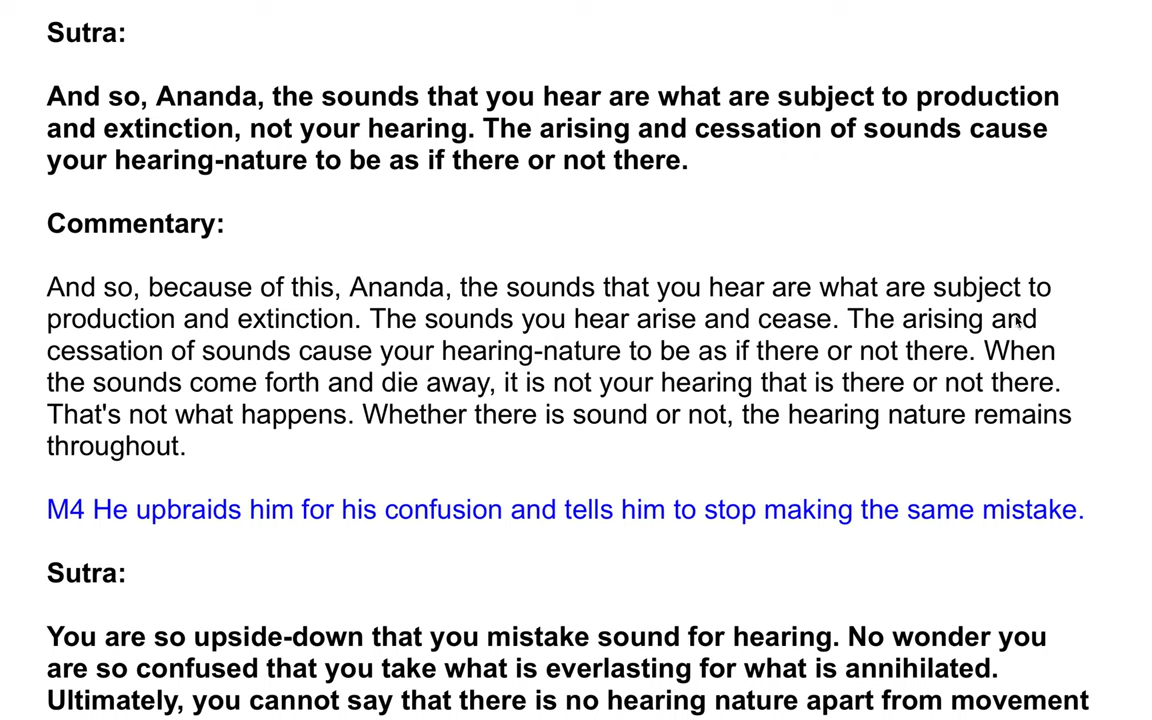 Sutra:
And so, Ananda, the sounds that you hear are what are subject to production
and extinction, not your hearing. The arising and cessation of sounds cause
your hearing-nature to be as if there or not there.
Commentary:
And so, because of this, Ananda, the sounds that you hear are what are subject to
production and extinction. The sounds you hear arise and cease. The arising and
cessation of sounds cause your hearing-nature to be as if there or not there. When
the sounds come forth and die away, it is not your hearing that is there or not there.
That's not what happens. Whether there is sound or not, the hearing nature remains
throughout.
M4 He upbraids him for his confusion and tells him to stop making the same mistake.
Sutra:
You are so upside-down that you mistake sound for hearing. No wonder you
are so confused that you take what is everlasting for what is annihilated.
Ultimately, you cannot say that there is no hearing nature apart from movement